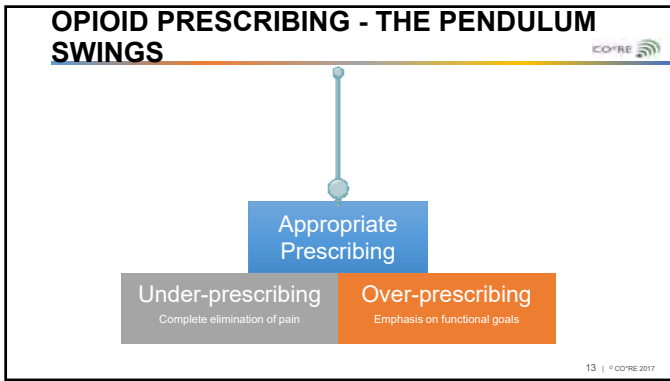 OPIOID PRESCRIBING - THE PENDULUM
SWINGS
CO*RE
Appropriate
Prescribing
Under-prescribing
Complete elimination of pain
Over-prescribing
Emphasis on functional goals
13 | © CO*RE 2017